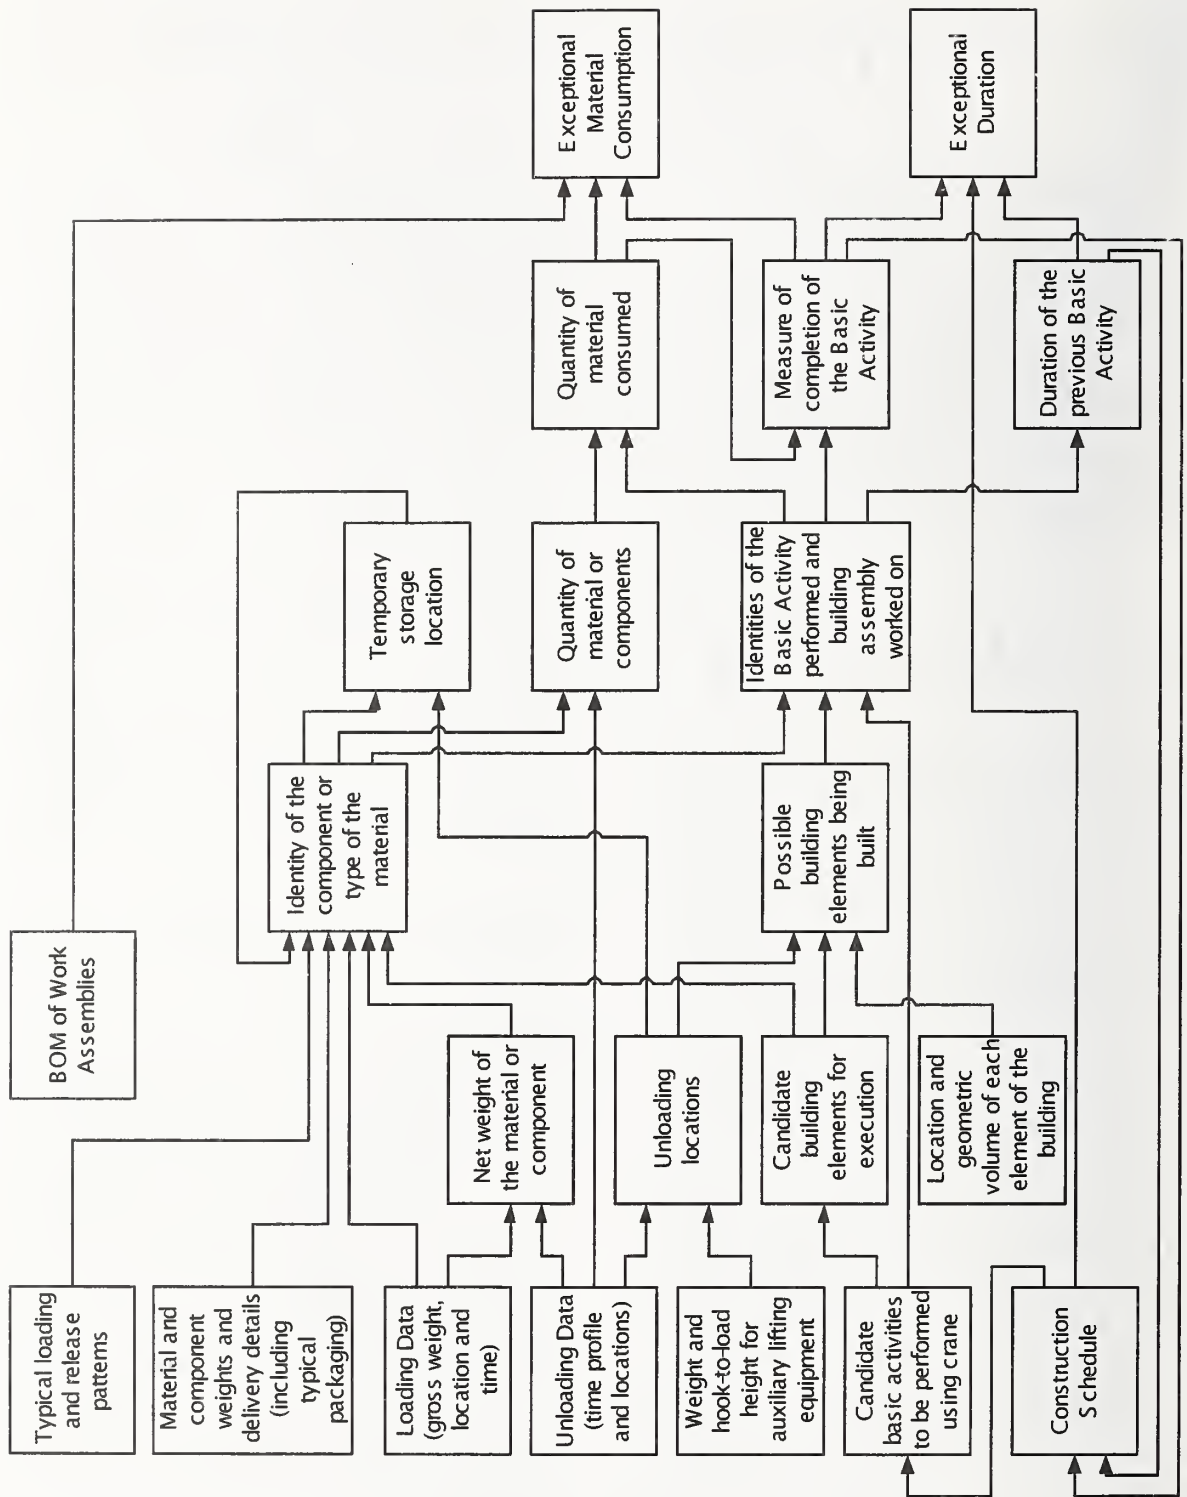 Typical loading
and release
patterns
BOM of Work
Assemblies
Material and
component
weights and
delivery details
(including
typical
packaging)
Identity of the
component or
type of the
material
Temporary
storage
location
Loading Data
(gross weight,
location and
time)
Net weight of
the material or
component
Unloading Data
(time profile
and locations)
Quantity of
material or
components
Quantity of
material
consumed
Exceptional
Material
Consumption
Unloading
locations
Weight and
hook-to-load
height for
auxiliary lifting
equipment
Candidate
building
elements for
execution
Possible
building
elements being
built
Identities of the
Basic Activity
performed and
building
assembly
worked on
Measure of
completion of
the Basic
Activity
Candidate
basic activities
to be performed
using crane
Location and
geometric
volume of each
element of the
building
Exceptional
Duration
Construction
Schedule
Duration of the
previous Basic
Activity